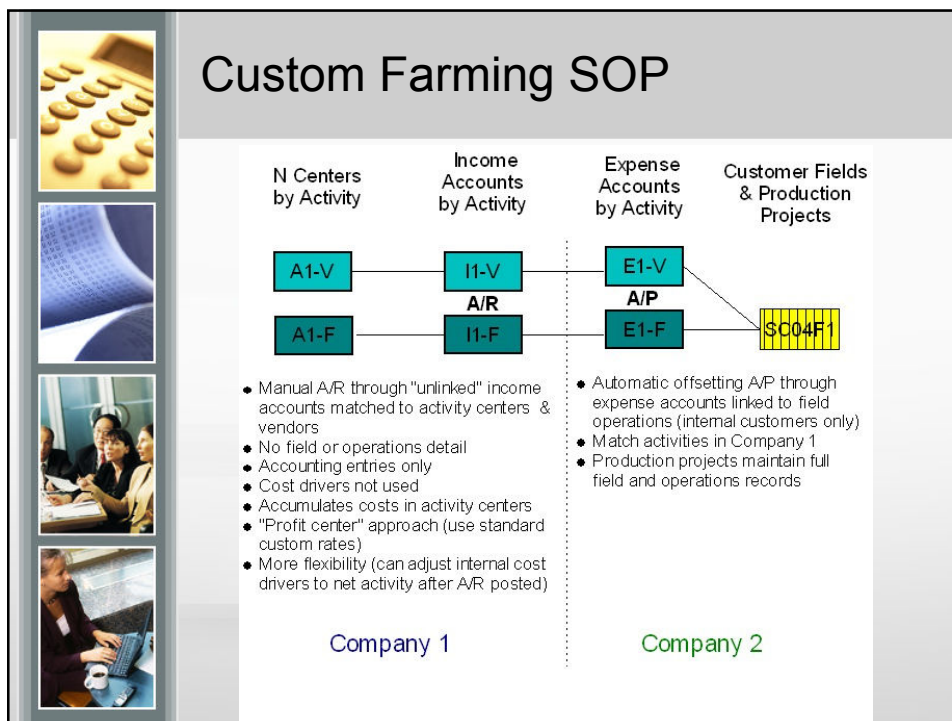 Custom Farming SOP
N Centers
by Activity
Income
Accounts
by Activity
Expense
Accounts
by Activity
Customer Fields
& Production
Projects
A1-V
I1-V
E1-V
A/R
A/P
A1-F
I1-F
E1-F
SC04F1
● Manual A/R through "unlinked" income
accounts matched to activity centers &
vendors
● No field or operations detail
● Accounting entries only
● Cost drivers not used
● Accumulates costs in activity centers
● "Profit center" approach (use standard
custom rates)
● More flexibility (can adjust internal cost
drivers to net activity after A/R posted)
● Automatic offsetting A/P through
expense accounts linked to field
operations (internal customers only)
● Match activities in Company 1
● Production projects maintain full
field and operations records
Company 1
Company 2